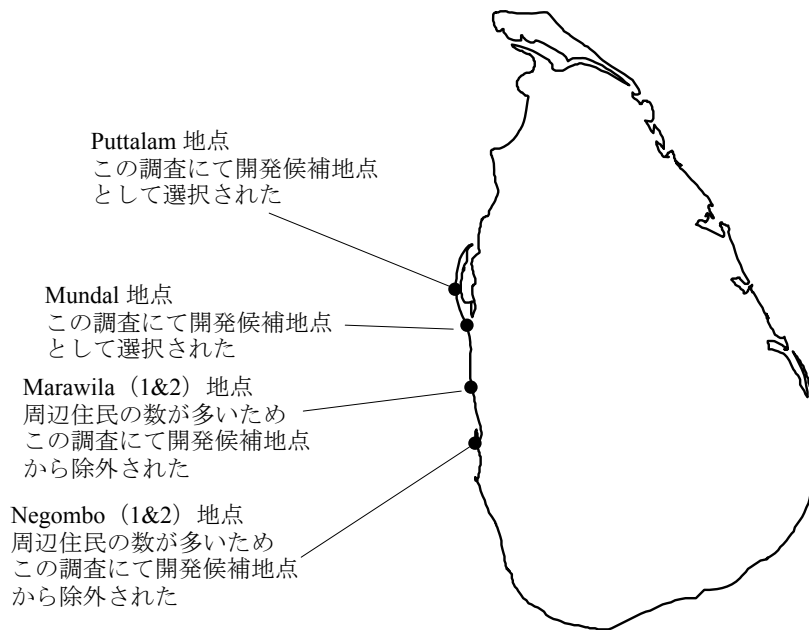 Puttalam 地点
この調査にて開発候補地点
として選択された
Mundal 地点
この調査にて開発候補地点
として選択された
Marawila（1&2）地点
周辺住民の数が多いため
この調査にて開発候補地点
から除外された
Negombo（1&2）地点
周辺住民の数が多いため
この調査にて開発候補地点
から除外された